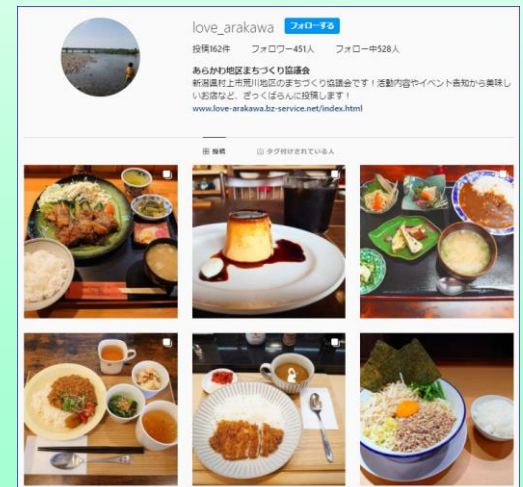 love_arakawa フォローする
投稿162件 フォロワー451人 フォロー中528人
あらかわ地区まちづくり協議会
新潟県村上市荒川地区のまちづくり協議会です！活動内容やイベント告知から美味し
いお店など、ざっくばらんに投稿します！
www.love-arakawa.bz-service.net/index.html
投稿 タグ付けされている人